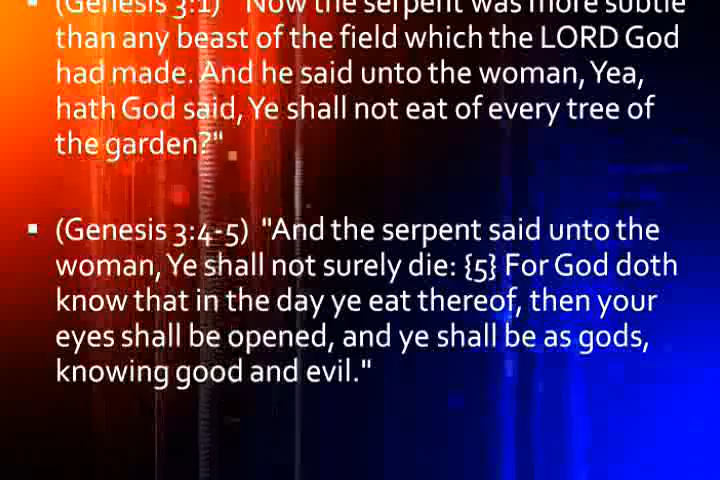 ▪ (Genesis 3:1) "Now the serpent was more subtle
than any beast of the field which the LORD God
had made. And he said unto the woman, Yea,
hath God said, Ye shall not eat of every tree of
the garden?"
▪ (Genesis 3:4-5) "And the serpent said unto the
woman, Ye shall not surely die: {5} For God doth
know that in the day ye eat thereof, then your
eyes shall be opened, and ye shall be as gods,
knowing good and evil."